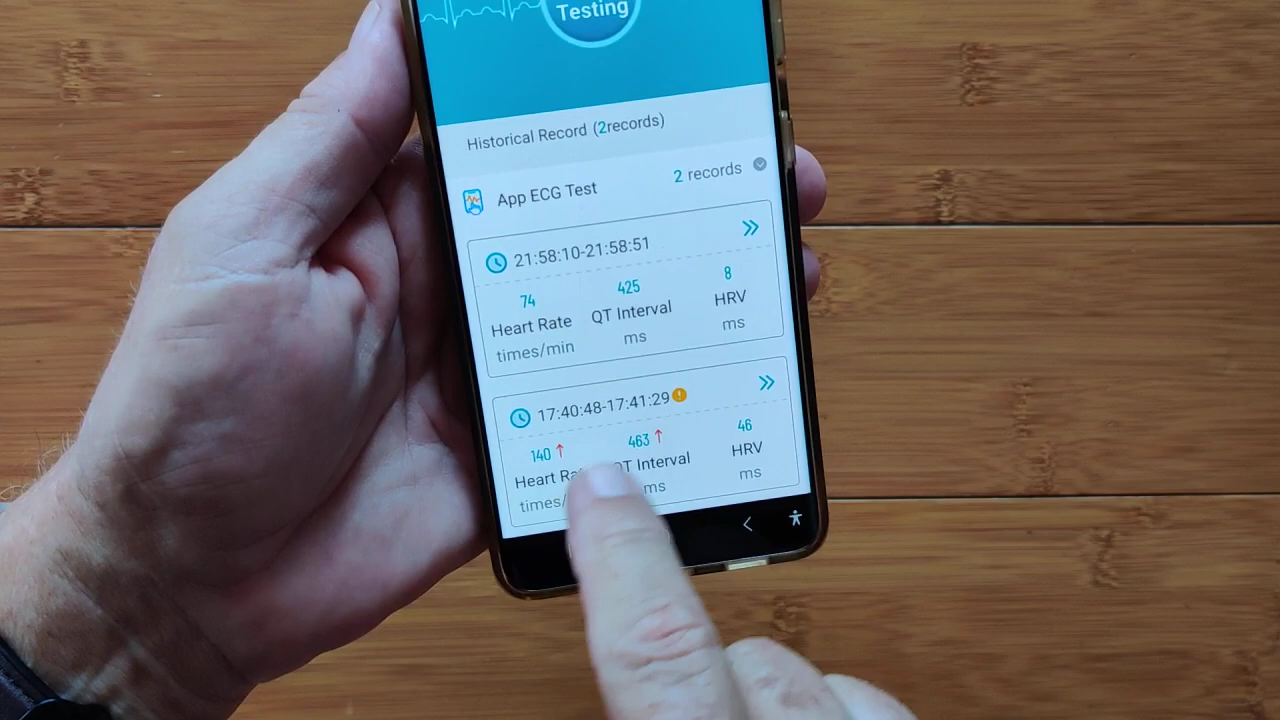 Testing
Historical Record (2records)
App ECG Test 2 records
21:58:10-21:58:51
74 425 8
Heart Rate QT Interval HRV
times/min ms ms
17:40:48-17:41:29
140 ↑ 463 ↑ 46
Heart QT Interval HRV
ms ms